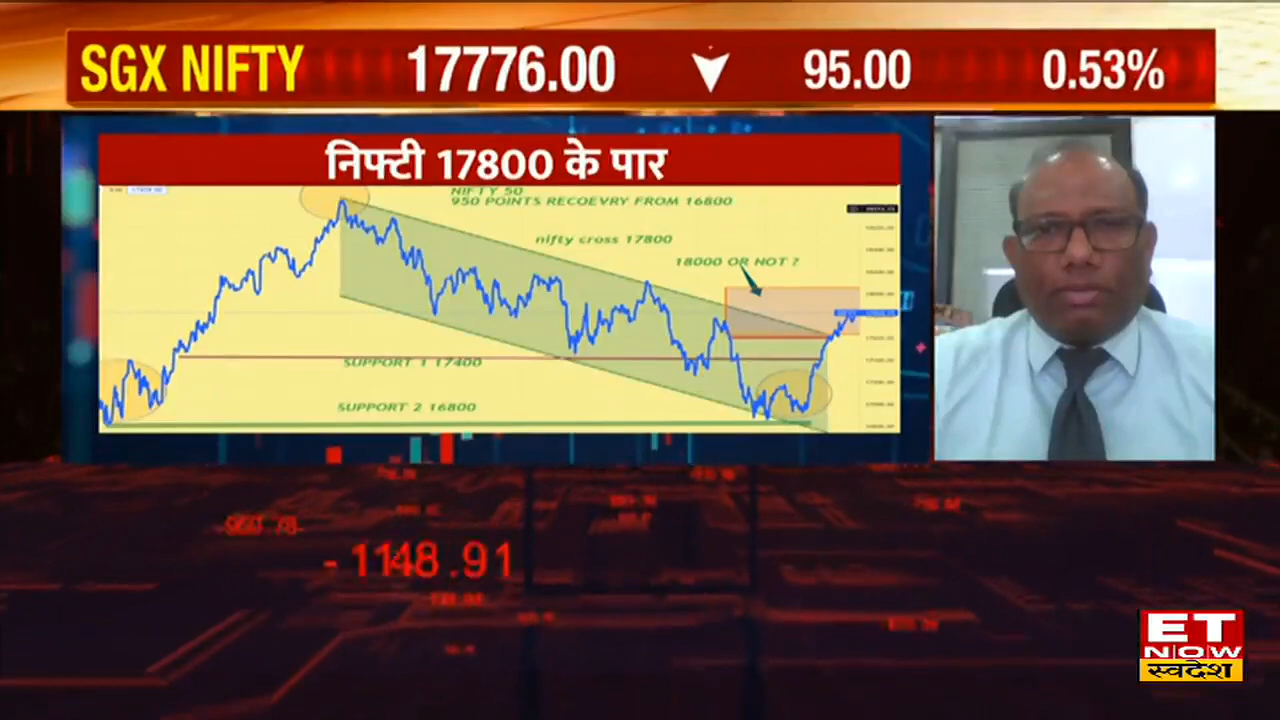 SGX NIFTY 17776.00 95.00 0.53%
निफ्टी 17800 के पार
NIFTY 50
950 POINTS RECOEVRY FROM 16800
nifty cross 17800
18000 OR NOT ?
SUPPORT 1 17400
SUPPORT 2 16800
- 1148.91
ET
NOW
स्वदेश